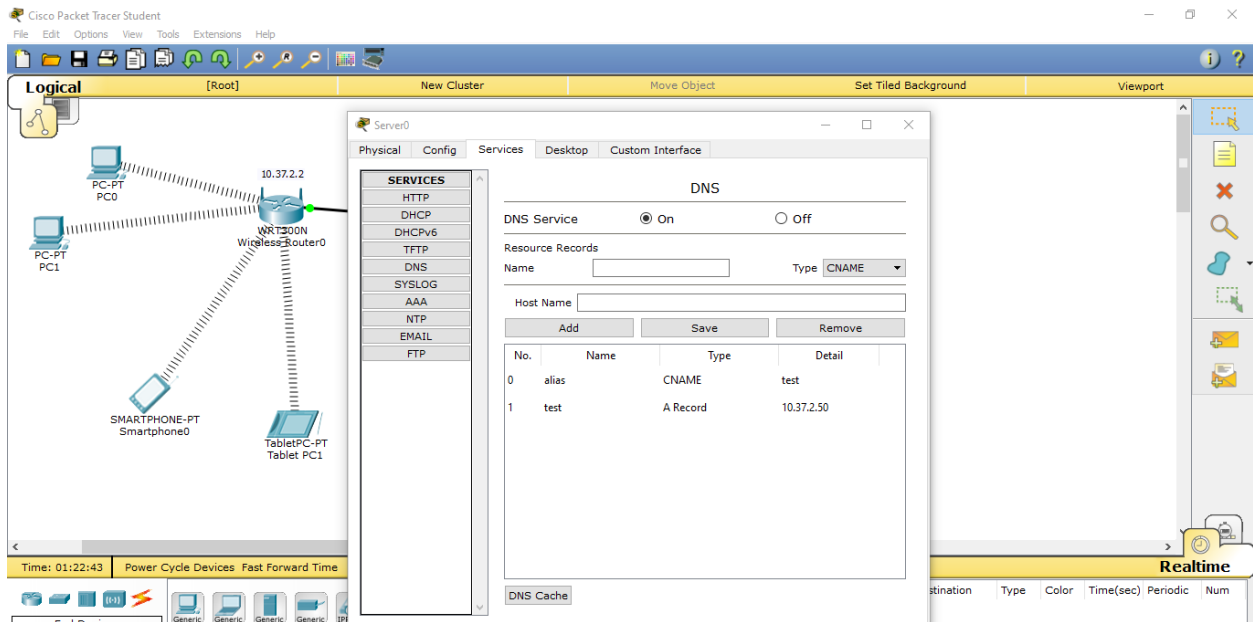 Cisco Packet Tracer Student
File Edit Options View Tools Extensions Help
Logical [Root] New Cluster Move Object Set Tiled Background Viewport
Server0
Physical Config Services Desktop Custom Interface
SERVICES
HTTP
DHCP
DHCPv6
TFTP
DNS
SYSLOG
AAA
NTP
EMAIL
FTP
DNS
DNS Service On Off
Resource Records
Name Type CNAME
Host Name
Add Save Remove
No. Name Type Detail
0 alias CNAME test
1 test A Record 10.37.2.50
DNS Cache
PC-PT
PC0
10.37.2.2
WRT300N
Wireless Router0
PC-PT
PC1
SMARTPHONE-PT
Smartphone0
TabletPC-PT
Tablet PC1
Time: 01:22:43 Power Cycle Devices Fast Forward Time Realtime
Generic Generic Generic Generic
stination Type Color Time(sec) Periodic Num